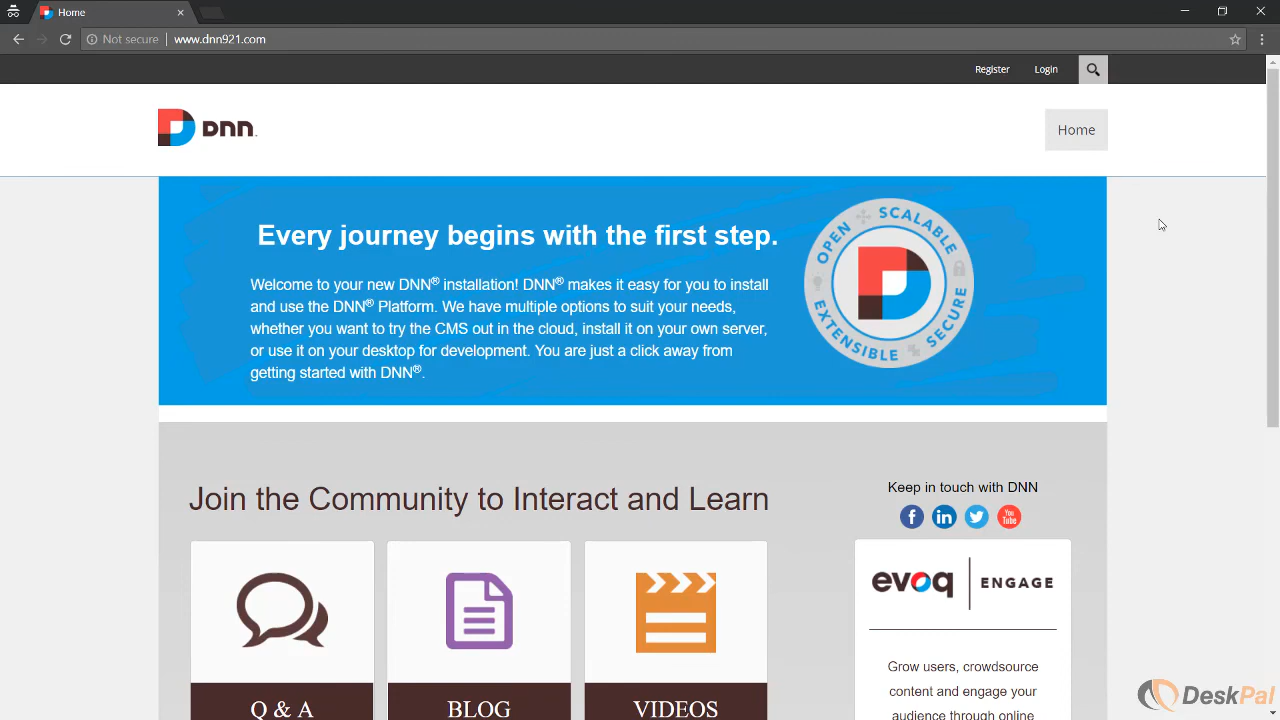 Home
Not secure
www.dnn921.com
Register
Login
DNN
Home
Every journey begins with the first step.
Welcome to your new DNN® installation! DNN® makes it easy for you to install
and use the DNN® Platform. We have multiple options to suit your needs,
whether you want to try the CMS out in the cloud, install it on your own server,
or use it on your desktop for development. You are just a click away from
getting started with DNN®.
OPEN SCALABLE SECURE EXTENSIBLE
Join the Community to Interact and Learn
Keep in touch with DNN
f in You Tube
evoq ENGAGE
Grow users, crowdsource
content and engage your
audience through online
Q & A
BLOG
VIDEOS
DeskPal